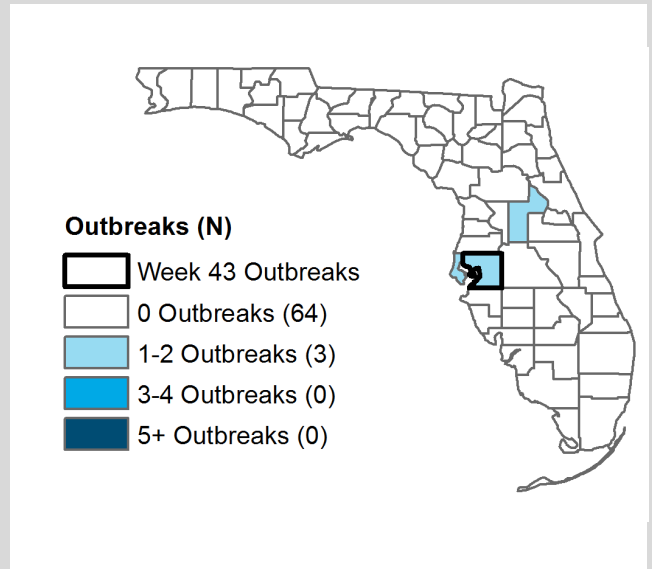 Outbreaks (N)
Week 43 Outbreaks
0 Outbreaks (64)
1-2 Outbreaks (3)
3-4 Outbreaks (0)
5+ Outbreaks (0)